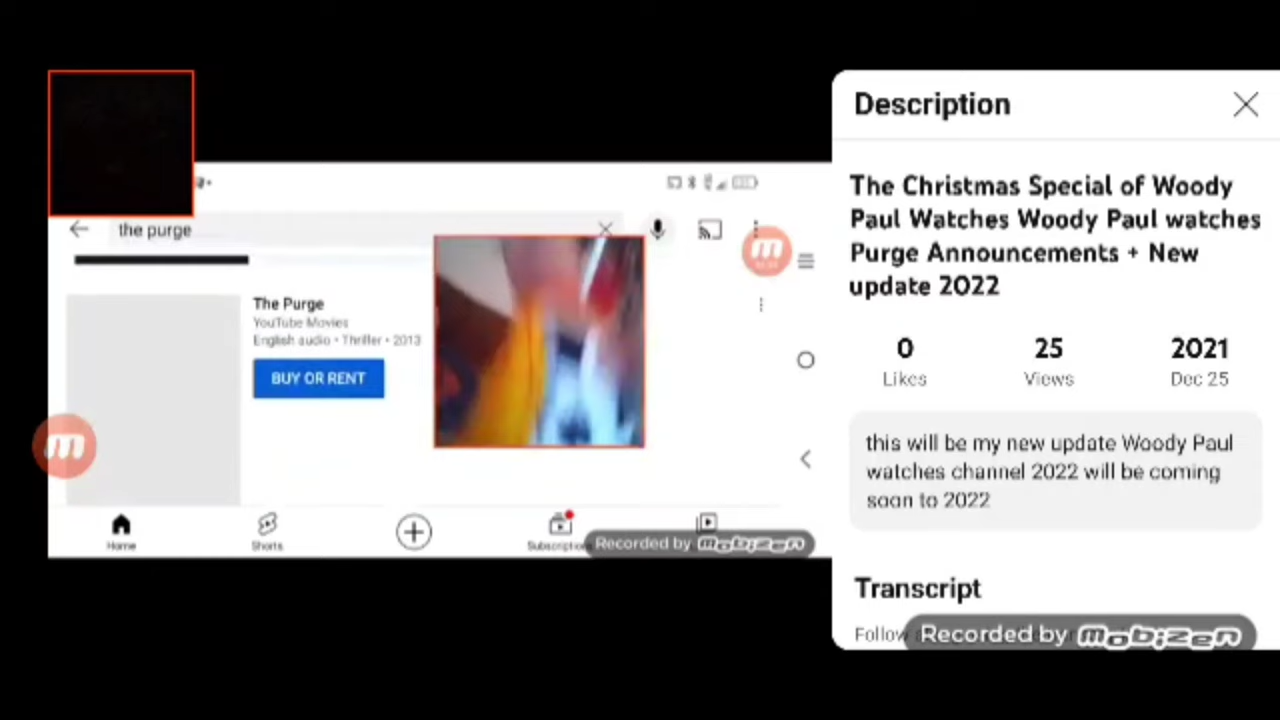 the purge
The Purge
YouTube Movies
English audio • Thriller • 2013
BUY OR RENT
Home
Shorts
Recorded by mobizen
Description
The Christmas Special of Woody
Paul Watches Woody Paul watches
Purge Announcements + New
update 2022
0
25
2021
Likes
Views
Dec 25
this will be my new update Woody Paul
watches channel 2022 will be coming
soon to 2022
Transcript
Follow
Recorded by mobizen